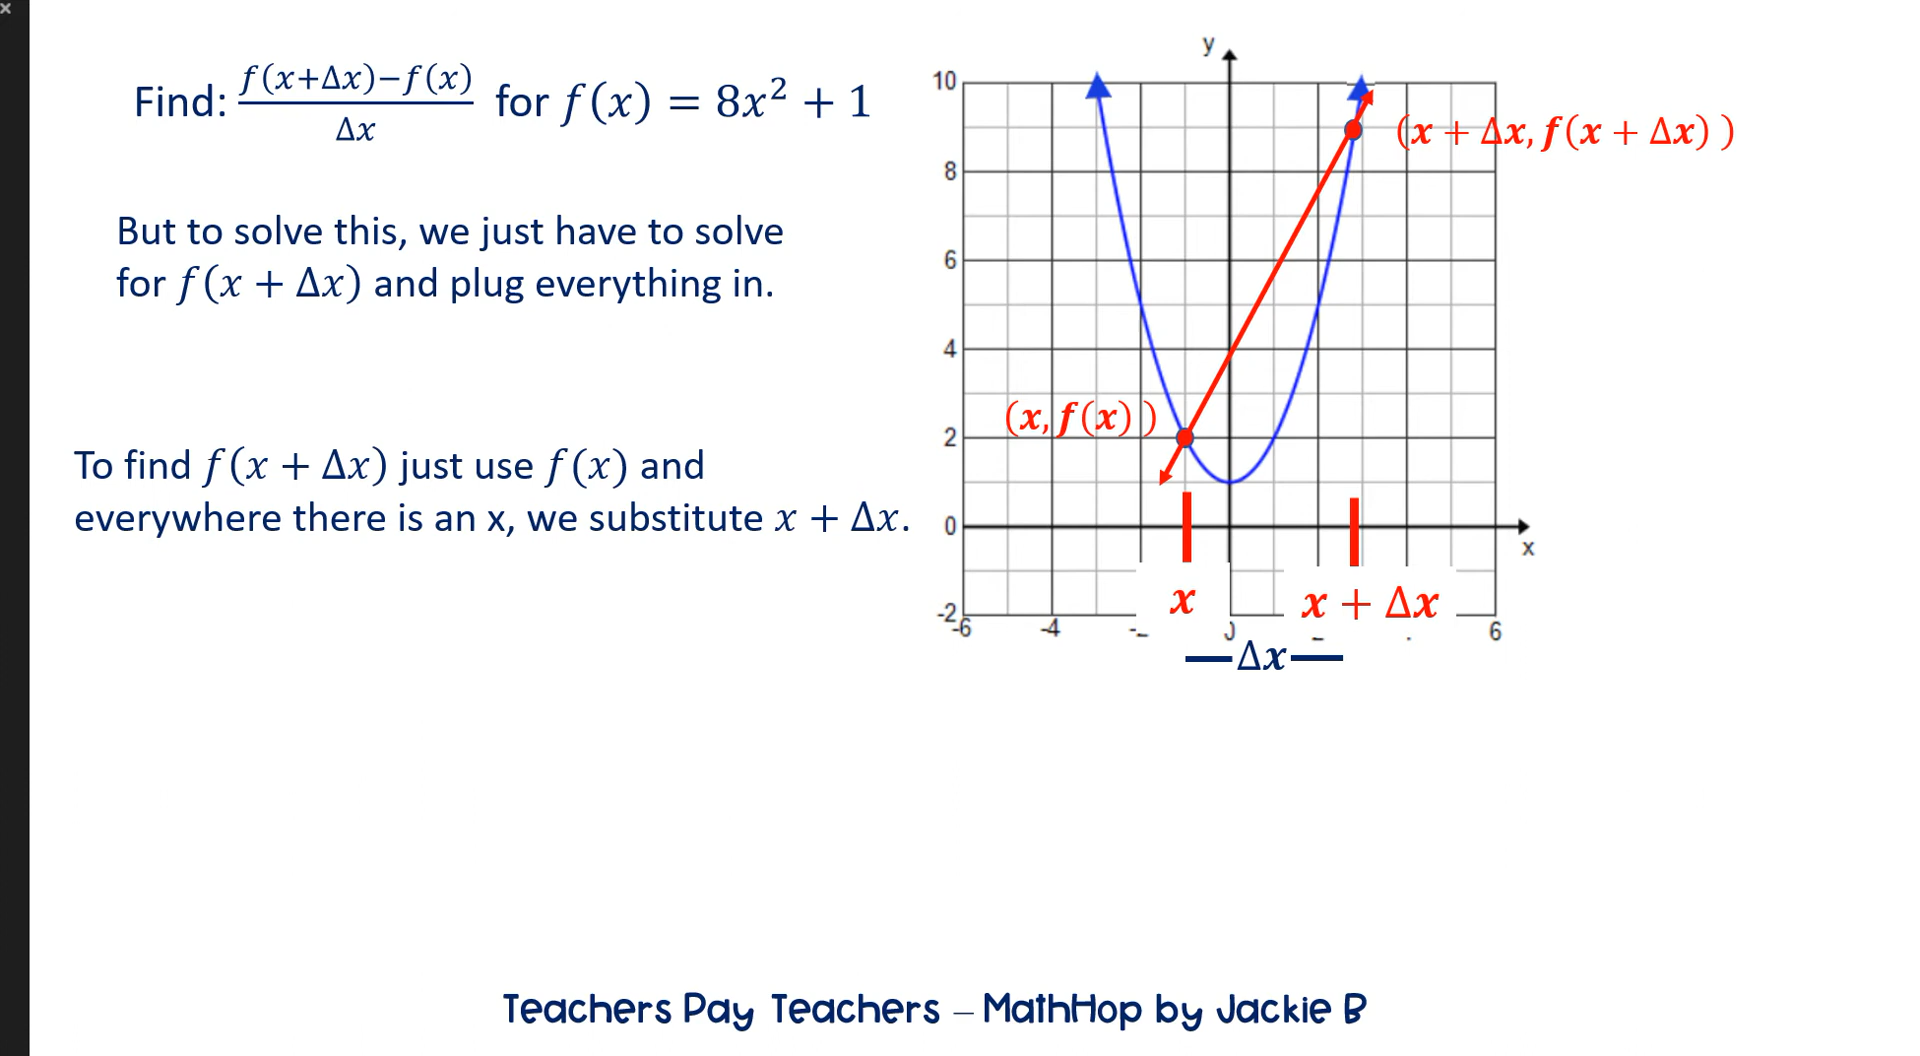 Find: f(x+Δx)−f(x)/Δx for f(x) = 8x² + 1
But to solve this, we just have to solve
for f(x + Δx) and plug everything in.
To find f(x + Δx) just use f(x) and
everywhere there is an x, we substitute x + Δx.
y
10
(x + Δx, f(x + Δx) )
8
6
4
(x, f(x) )
2
0
x
x
x + Δx
-2
-6
-4
6
Δx
Teachers Pay Teachers – MathHop by Jackie B